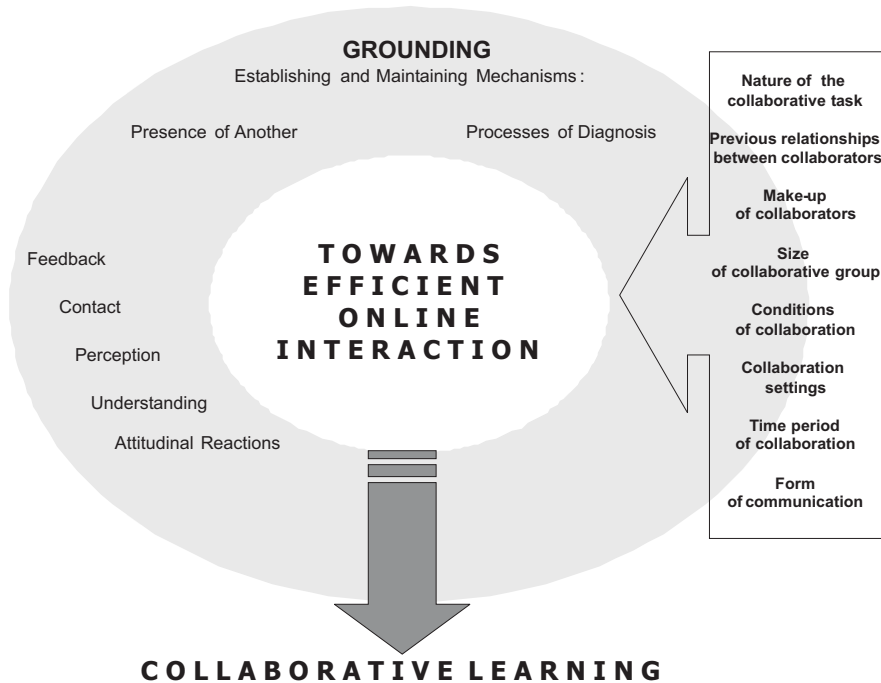 GROUNDING
Establishing and Maintaining Mechanisms:
Presence of Another
Processes of Diagnosis
Feedback
Contact
Perception
Understanding
Attitudinal Reactions
TOWARDS
EFFICIENT
ONLINE
INTERACTION
Nature of the
collaborative task
Previous relationships
between collaborators
Make-up
of collaborators
Size
of collaborative group
Conditions
of collaboration
Collaboration
settings
Time period
of collaboration
Form
of communication
COLLABORATIVE LEARNING